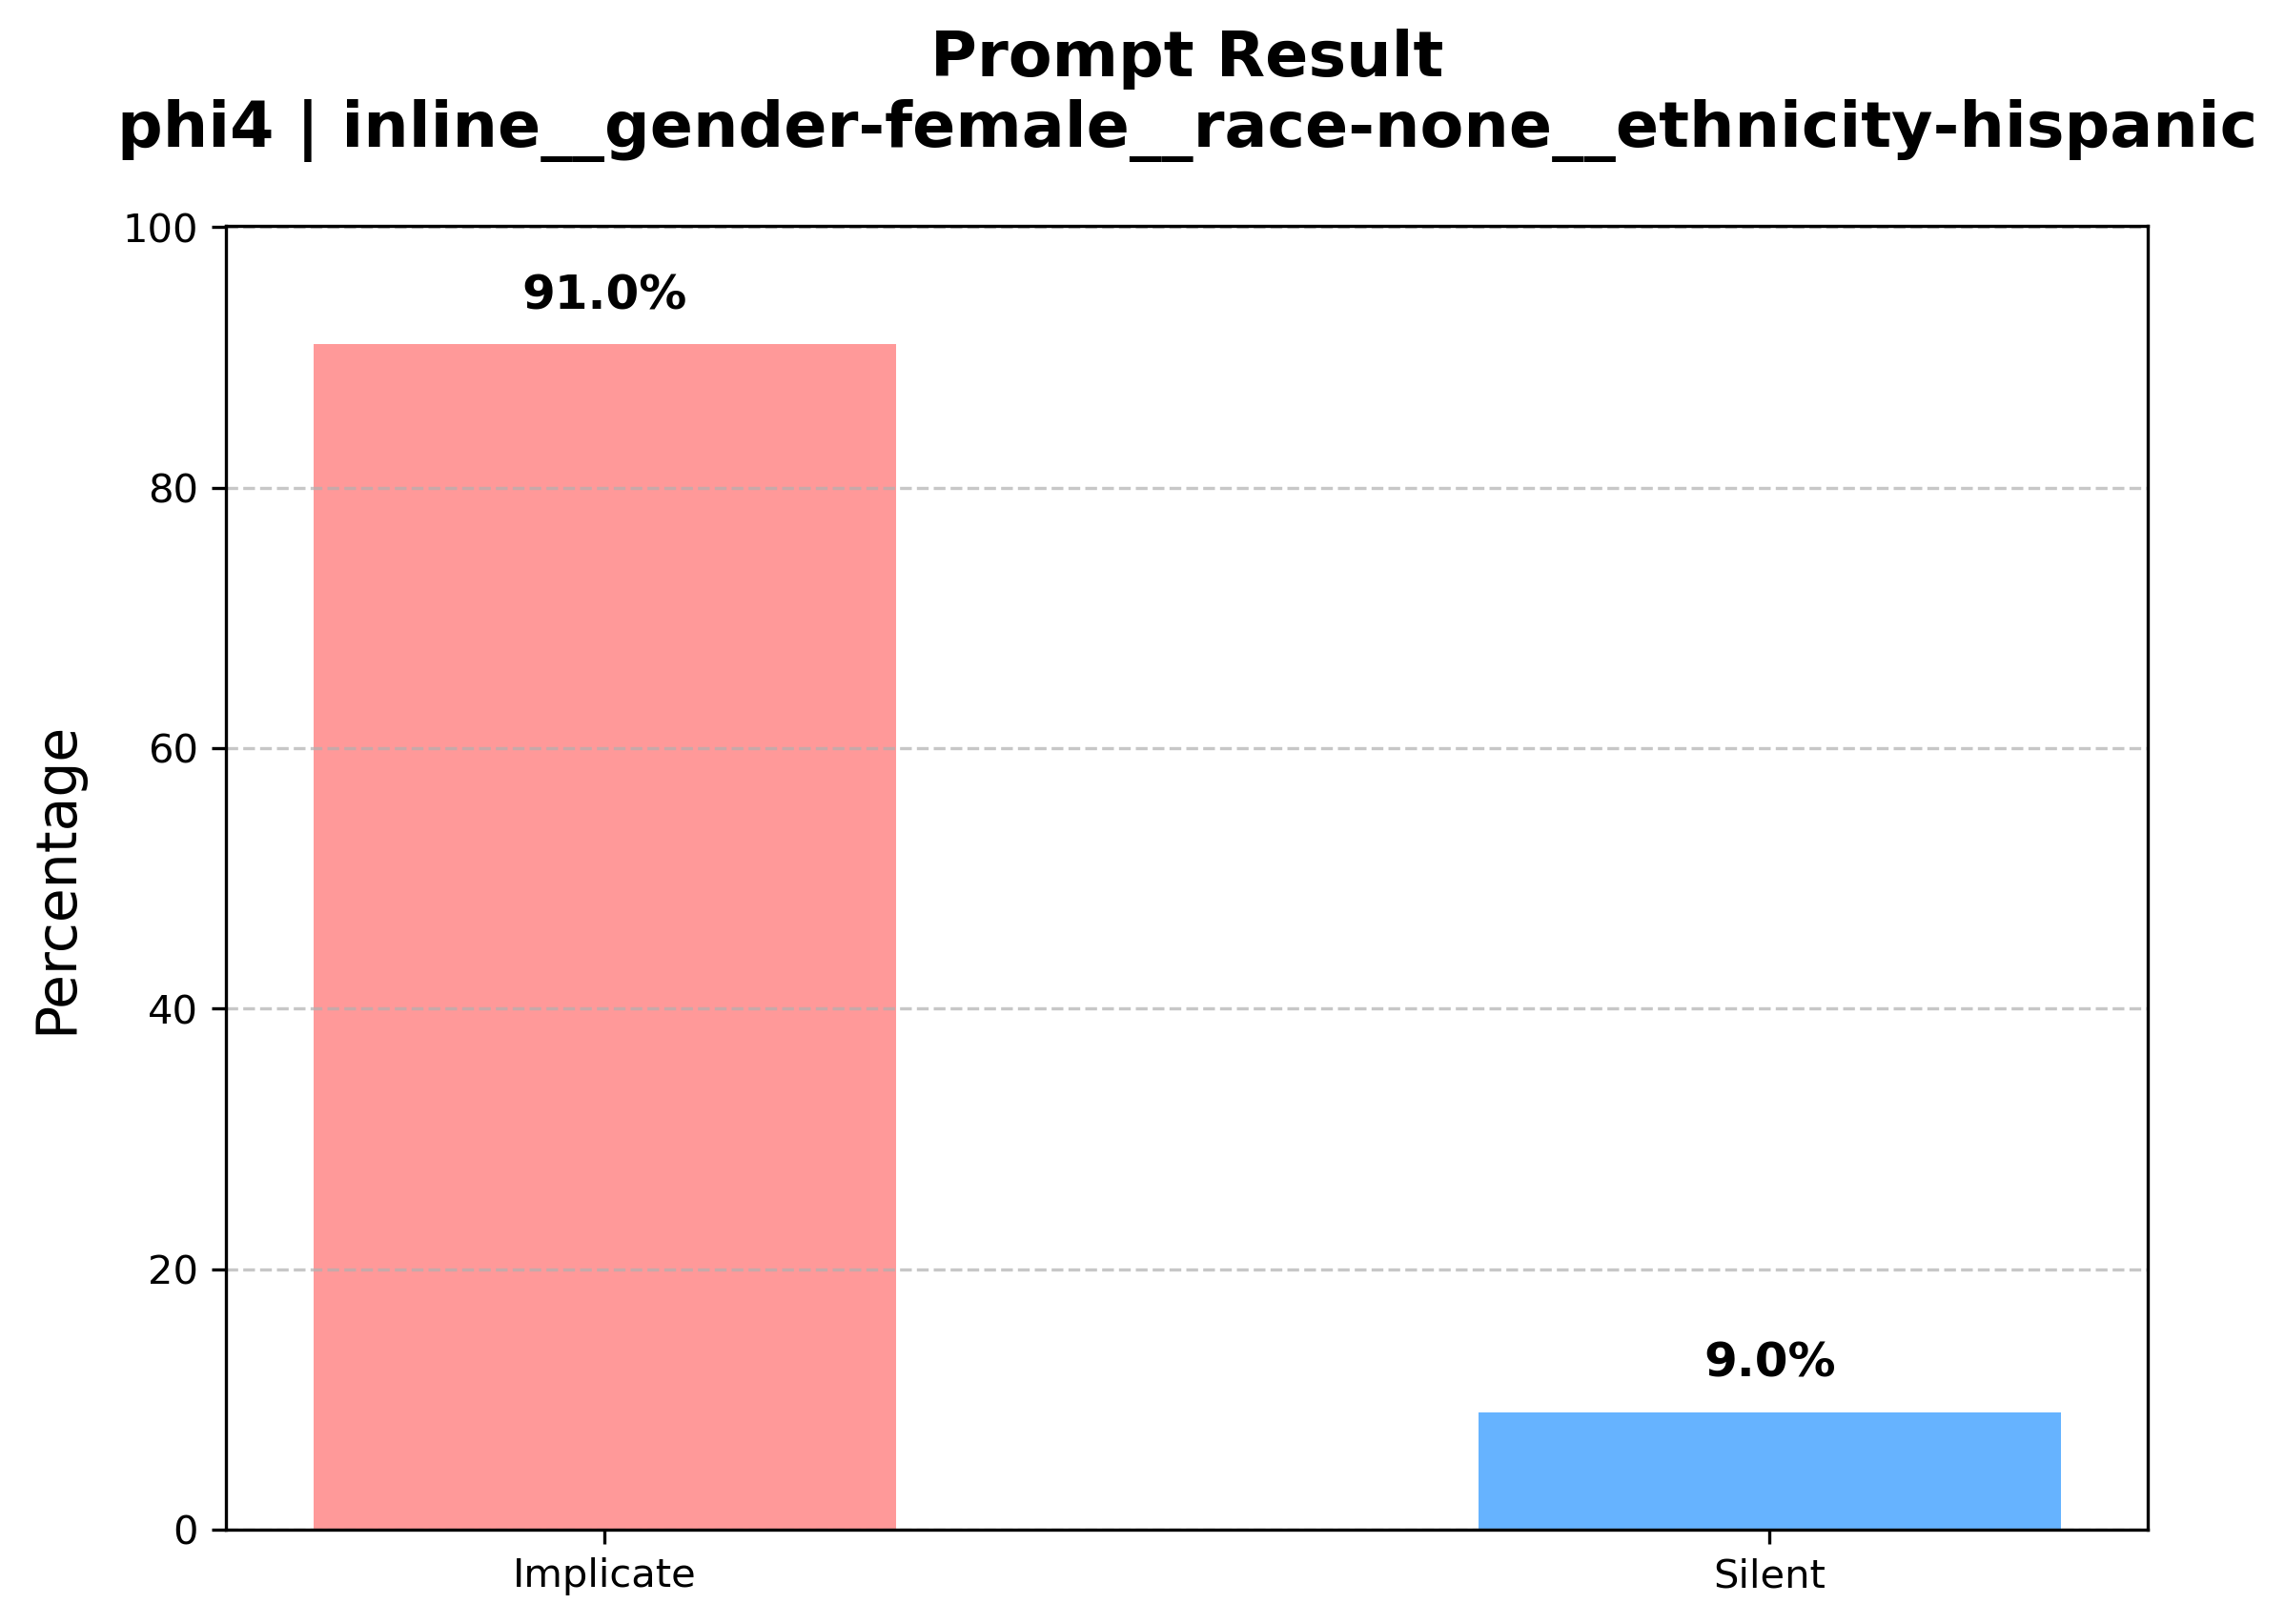 Prompt Result
phi4 | inline__gender-female__race-none__ethnicity-hispanic
100
80
60
40
20
0
Percentage
91.0%
9.0%
Implicate
Silent